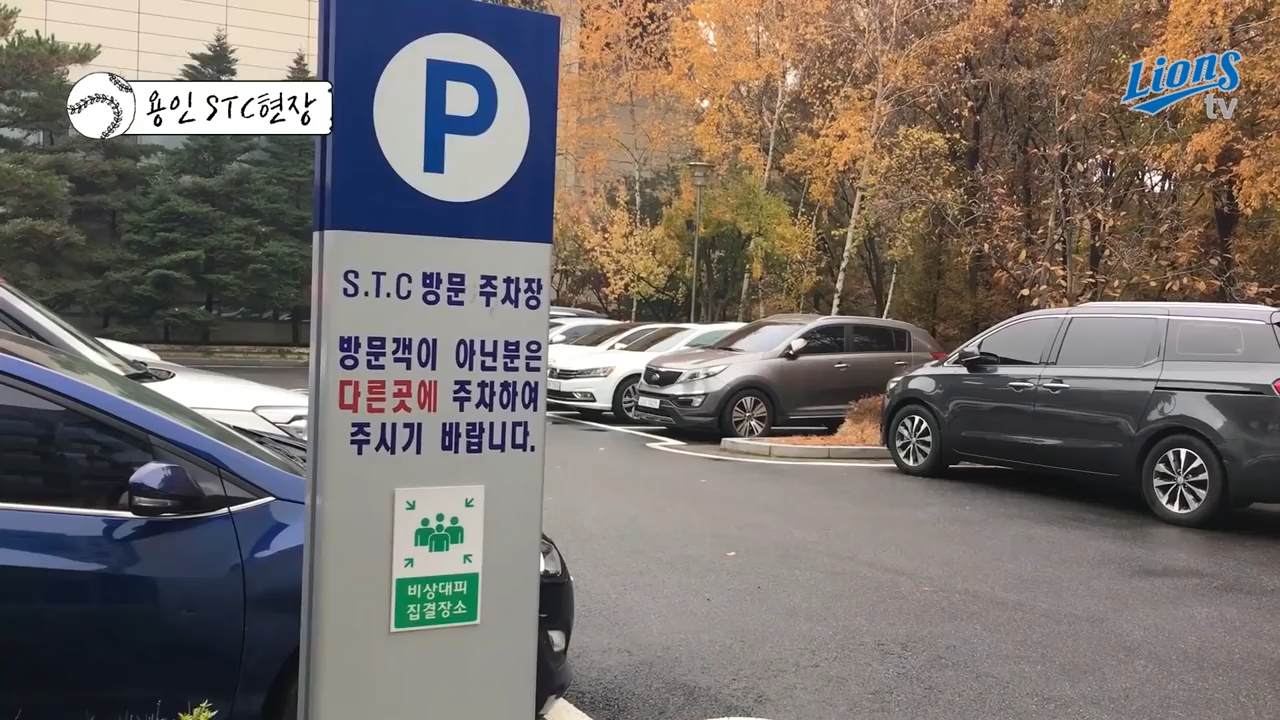 용인 STC현장
Lions
tv
P
S.T.C 방문 주차장
방문객이 아닌분은
다른곳에 주차하여
주시기 바랍니다.
비상대피
집결장소